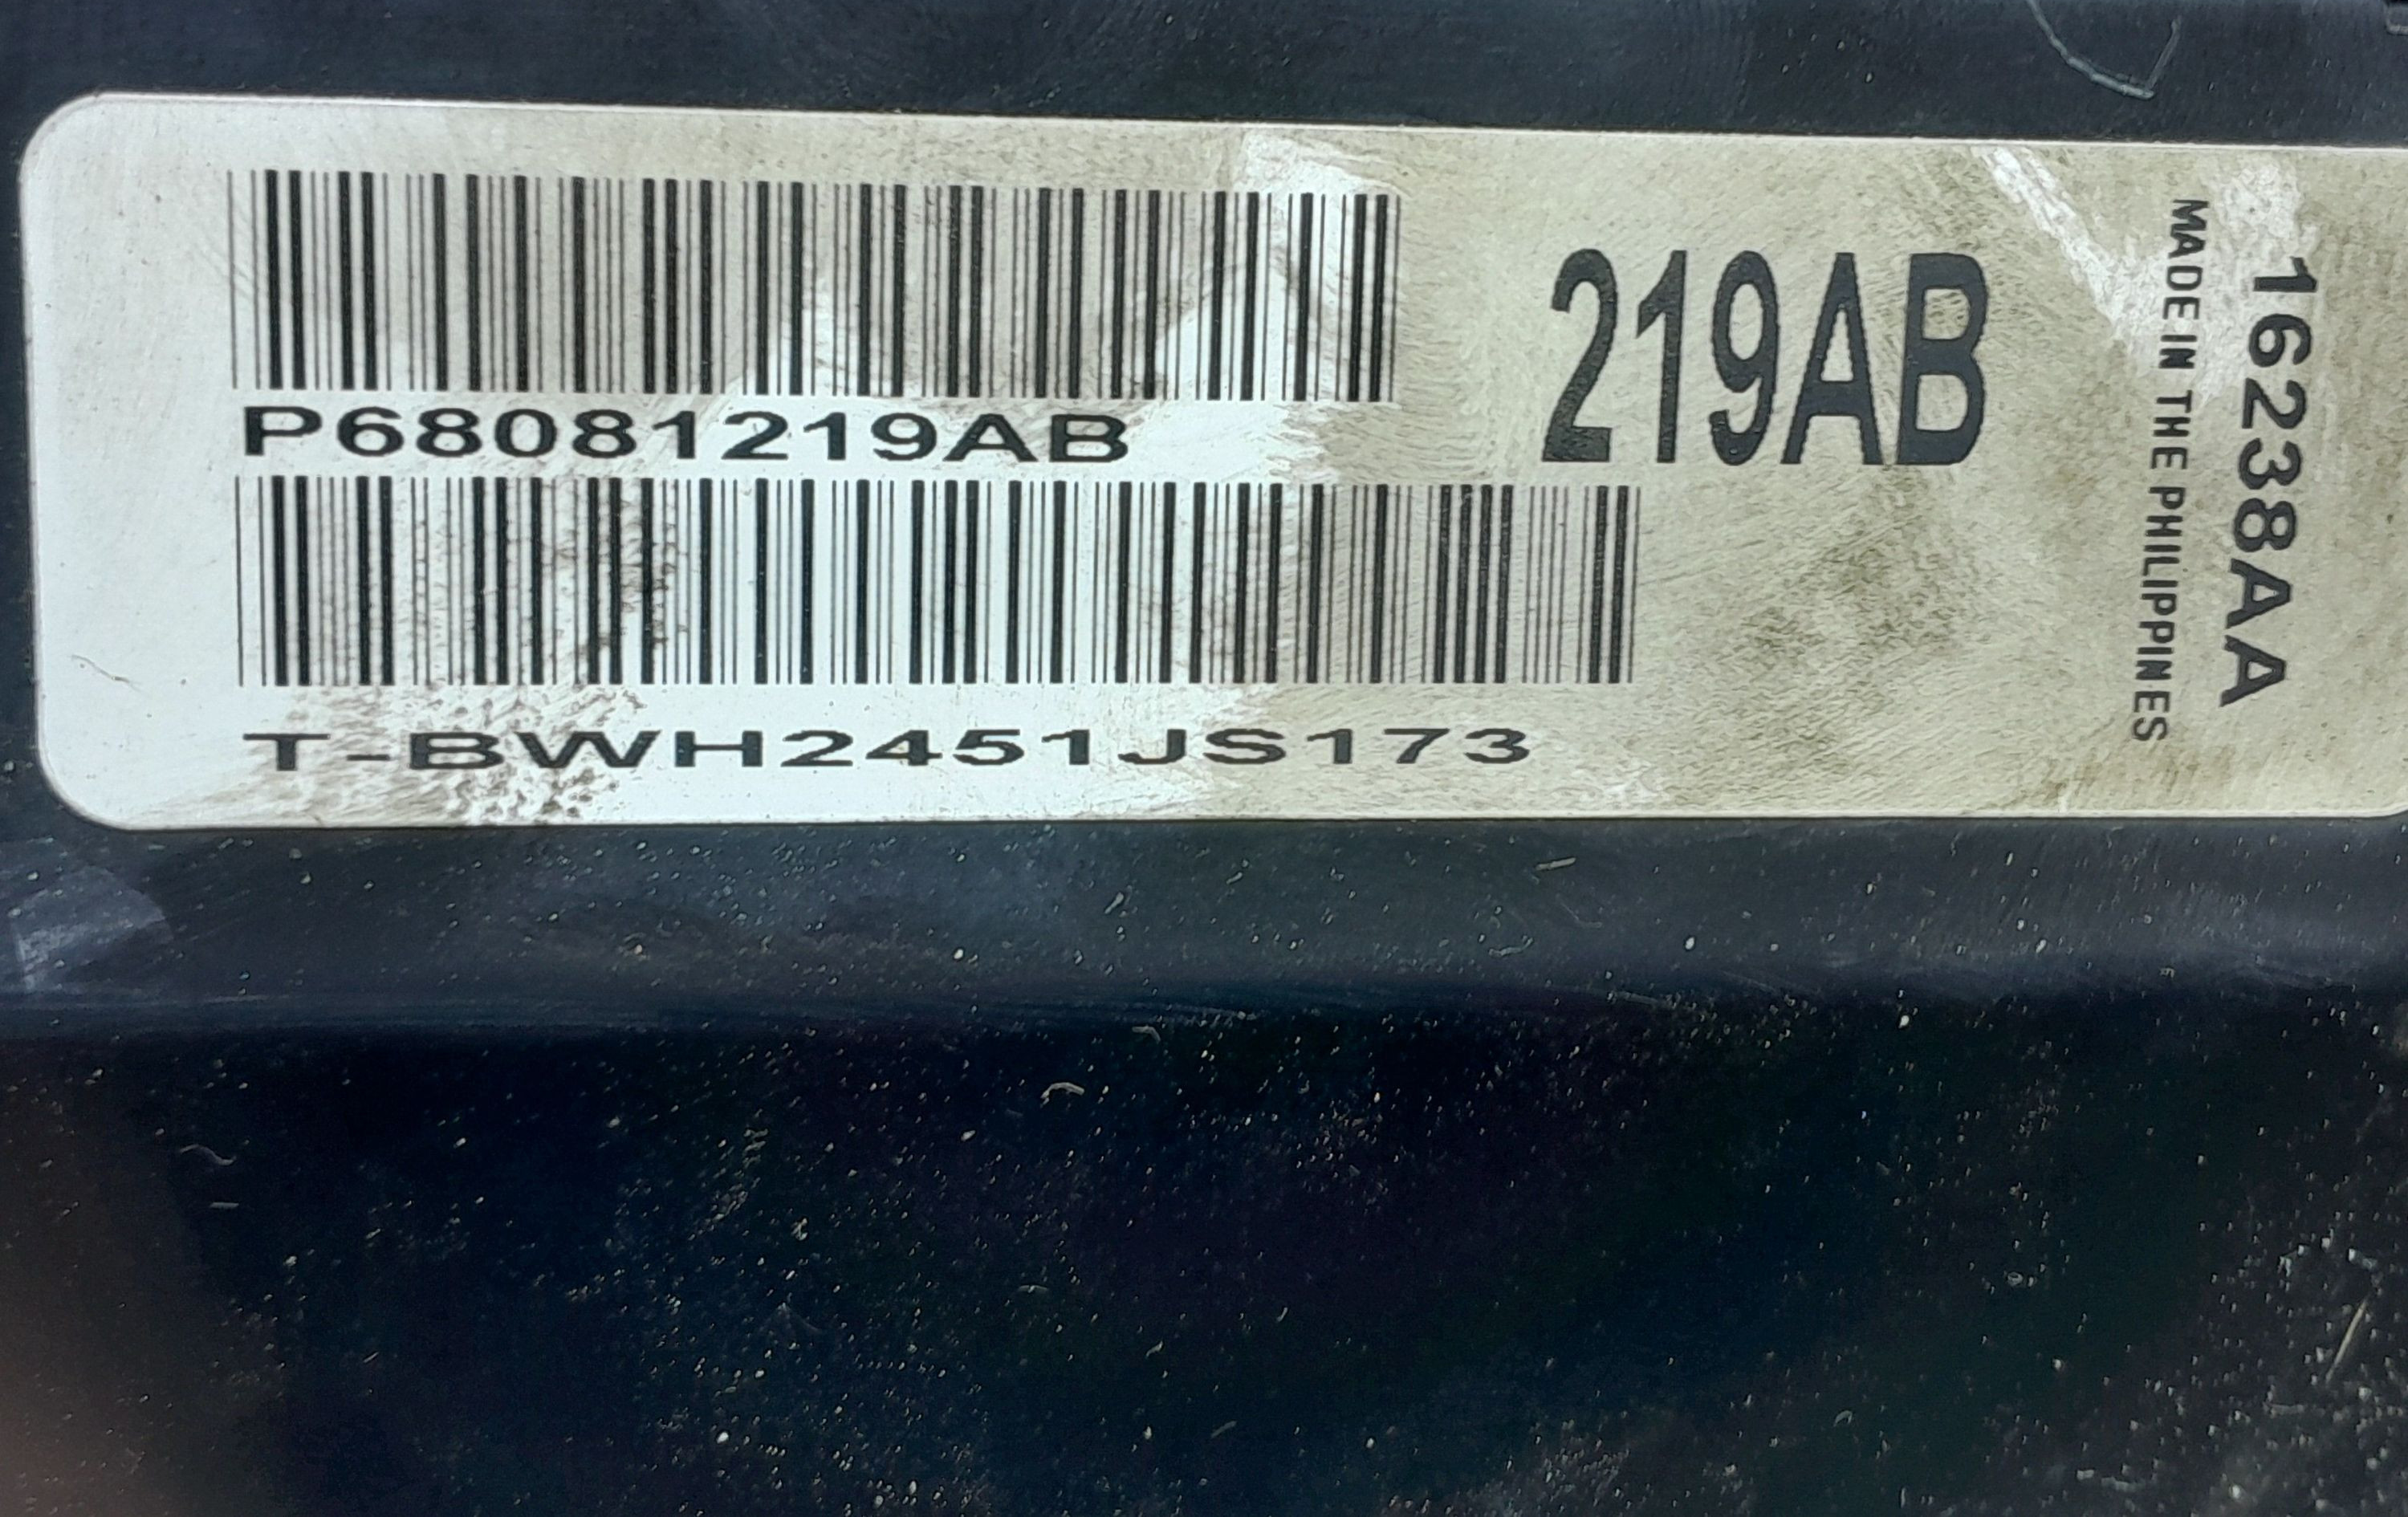 P68081219AB
219AB
T-BWH2451JS173
16238AA
MADE IN THE PHILIPPINES